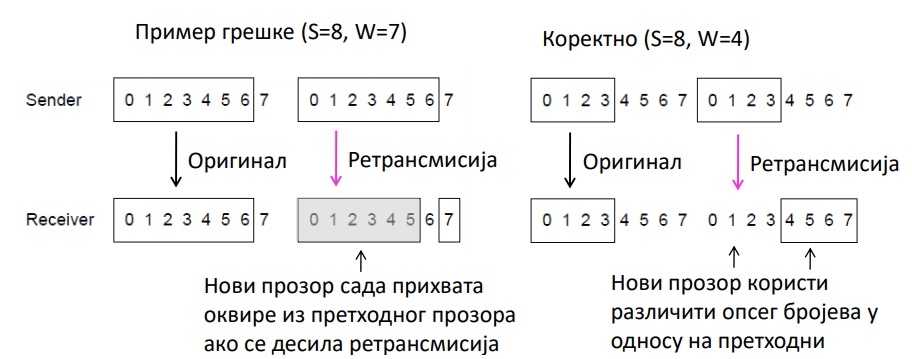 Пример грешке (S=8, W=7)
Коректно (S=8, W=4)
Sender 0 1 2 3 4 5 6 7 0 1 2 3 4 5 6 7 0 1 2 3 4 5 6 7 0 1 2 3 4 5 6 7
Оригинал Ретрансмисија Оригинал Ретрансмисија
Receiver 0 1 2 3 4 5 6 7 0 1 2 3 4 5 6 7 0 1 2 3 4 5 6 7 0 1 2 3 4 5 6 7
Нови прозор сада прихвата
оквире из претходног прозора
ако се десила ретрансмисија
Нови прозор користи
различити опсег бројева у
односу на претходни